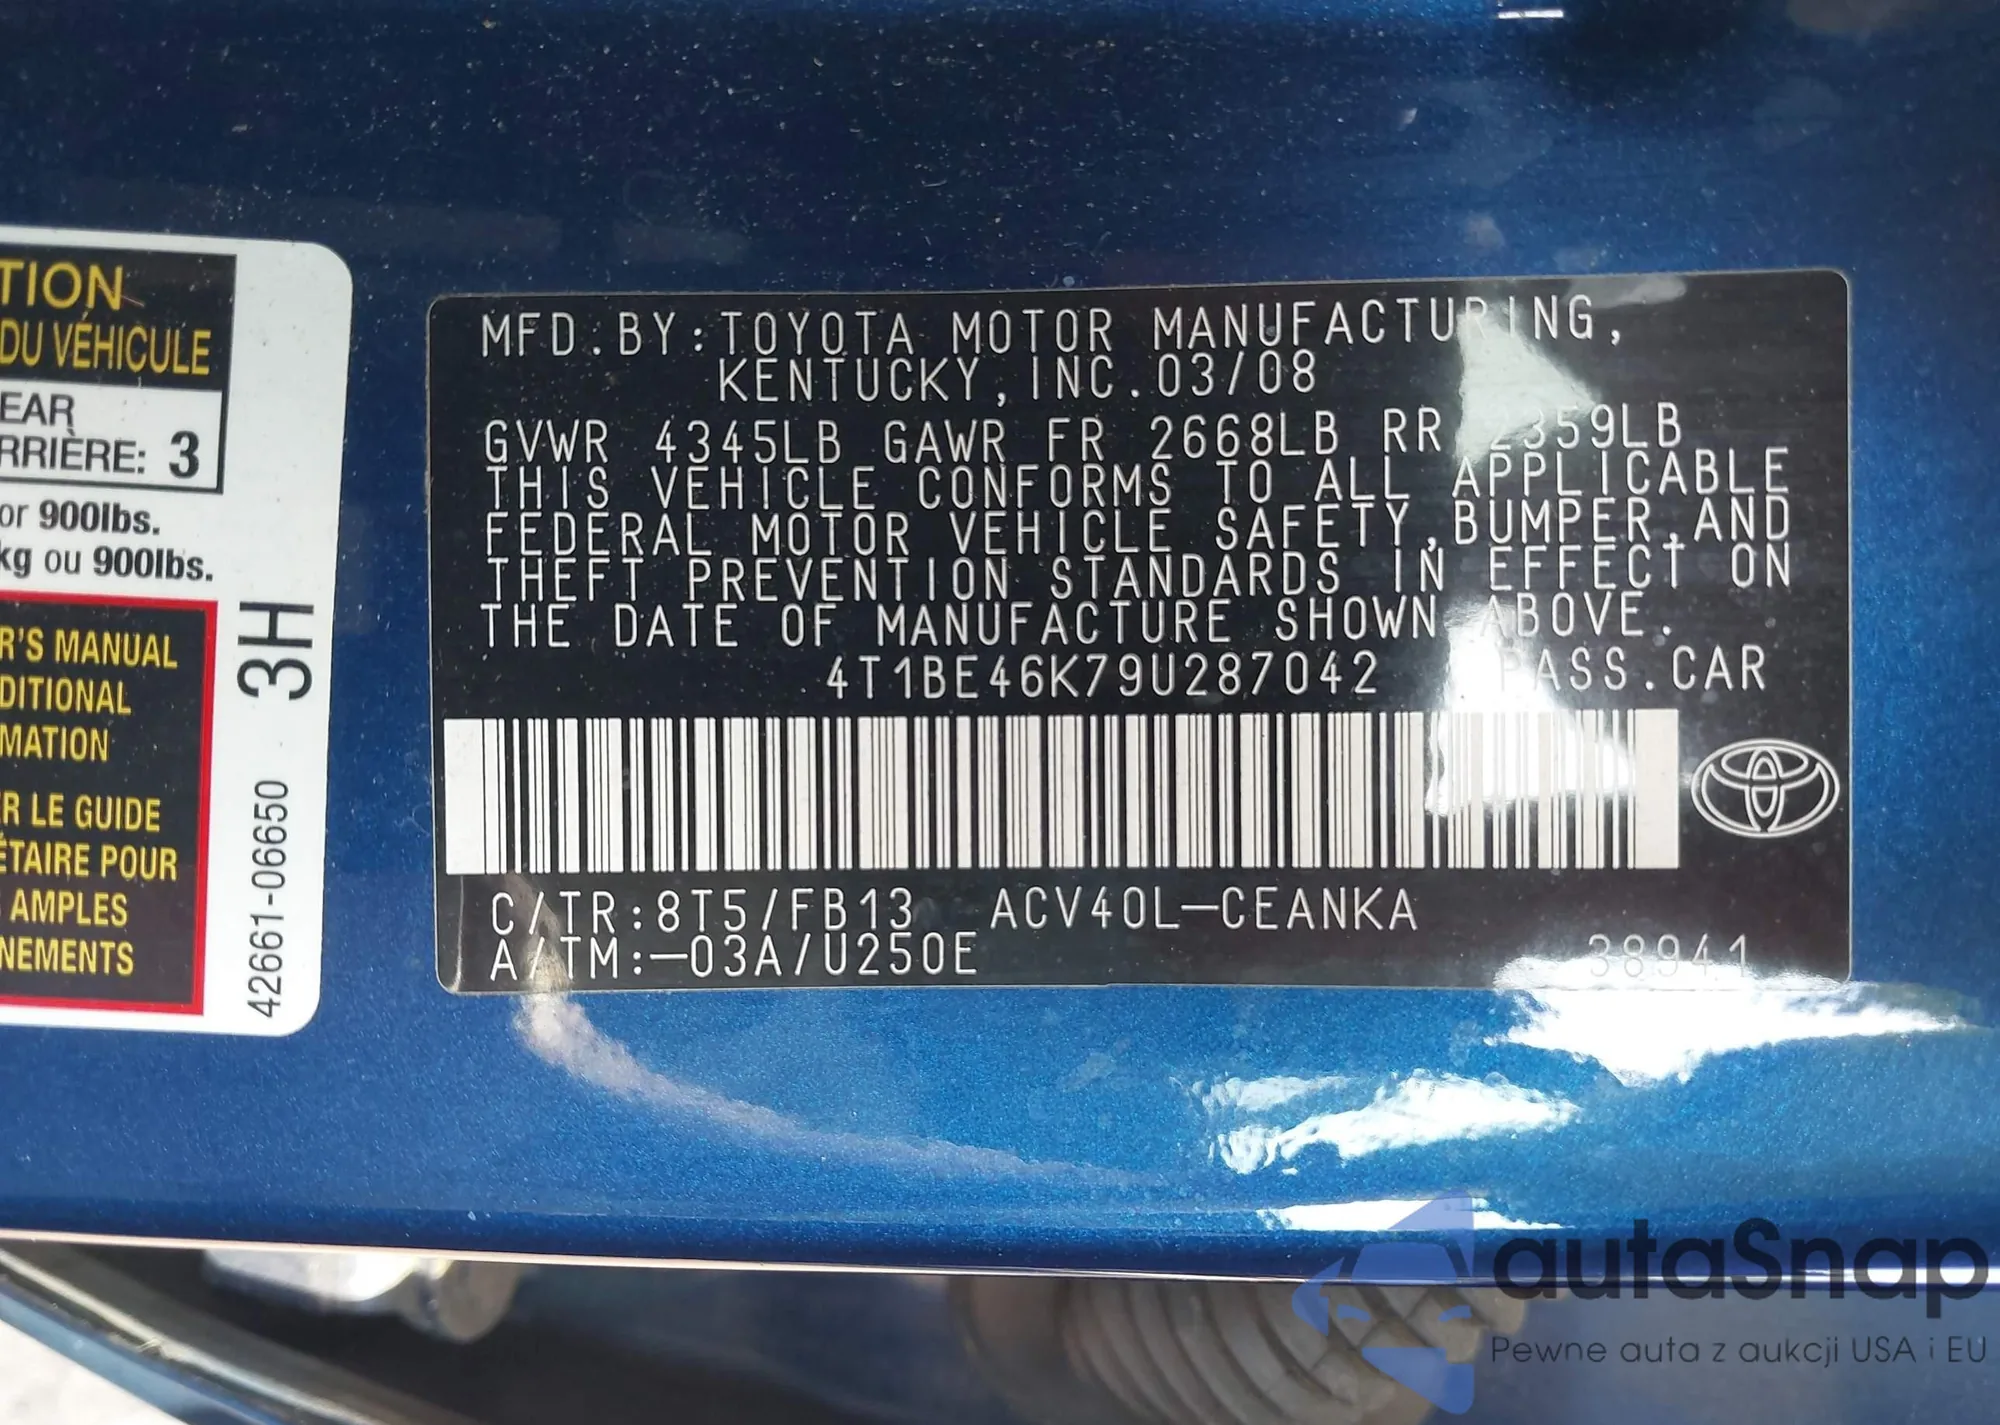 TION
DU VÉHICULE
EAR
RRIÈRE: 3
or 900lbs.
kg ou 900lbs.
R'S MANUAL
DITIONAL
MATION
R LE GUIDE
ÉTAIRE POUR
AMPLES
NEMENTS
42661-06650 3H
MFD.BY:TOYOTA MOTOR MANUFACTURING,
KENTUCKY,INC.03/08
GVWR 4345LB GAWR FR 2668LB RR 2359LB
THIS VEHICLE CONFORMS TO ALL APPLICABLE
FEDERAL MOTOR VEHICLE SAFETY,BUMPER,AND
THEFT PREVENTION STANDARDS IN EFFECT ON
THE DATE OF MANUFACTURE SHOWN ABOVE.
4T1BE46K79U287042 PASS.CAR
C/TR:8T5/FB13 ACV40L-CEANKA
A/TM:-03A/U250E 38941
autaSnap
Pewne auta z aukcji USA i EU